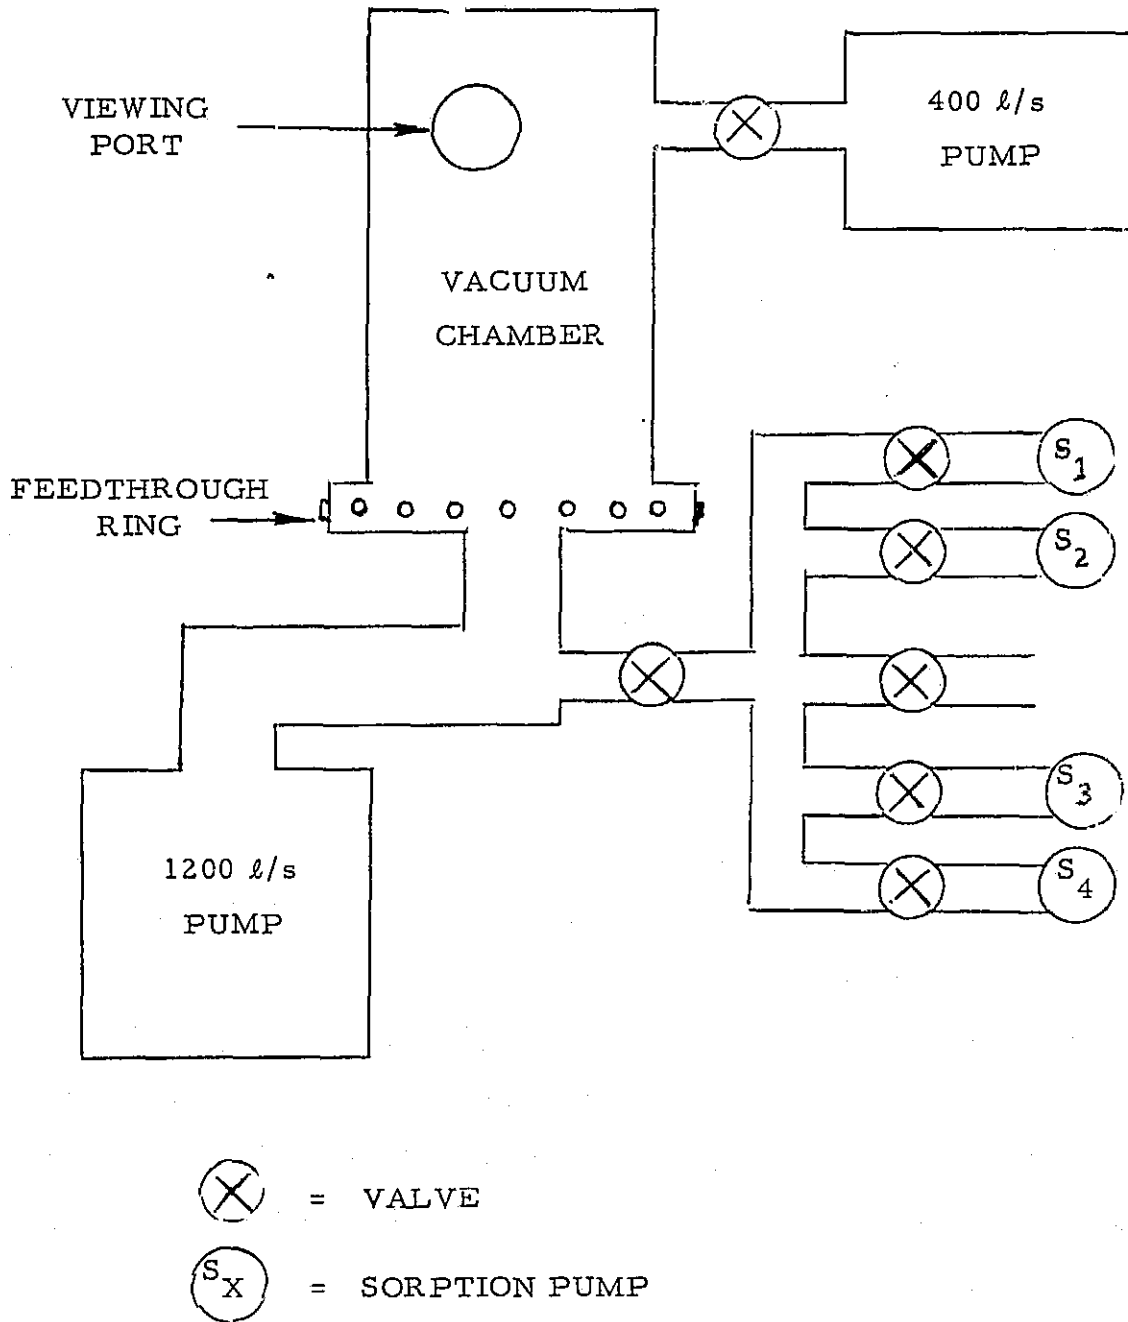 VIEWING
PORT
400 ℓ/s
PUMP
VACUUM
CHAMBER
FEEDTHROUGH
RING
S1
S2
S3
S4
1200 ℓ/s
PUMP
= VALVE
SX = SORPTION PUMP